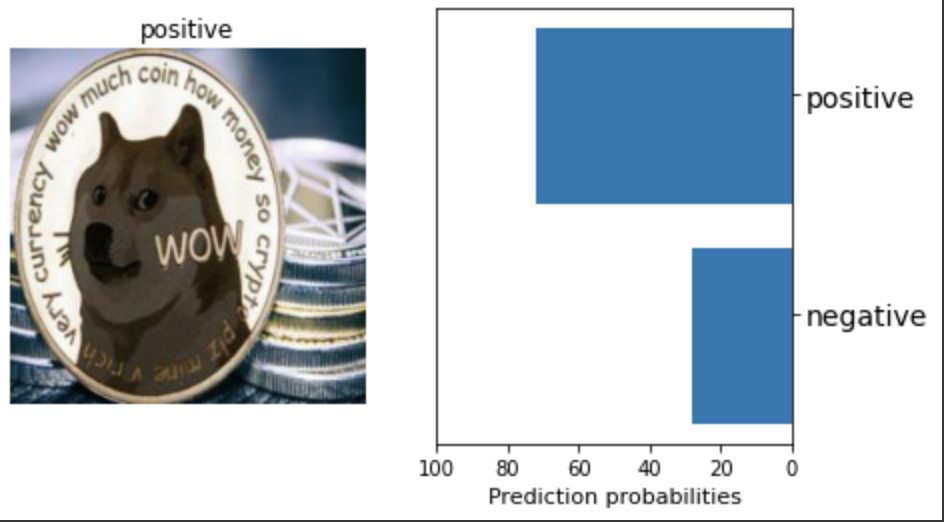 positive
very currency wow much coin how money so crypto plz mine v rich
wow
positive
negative
100 80 60 40 20 0
Prediction probabilities